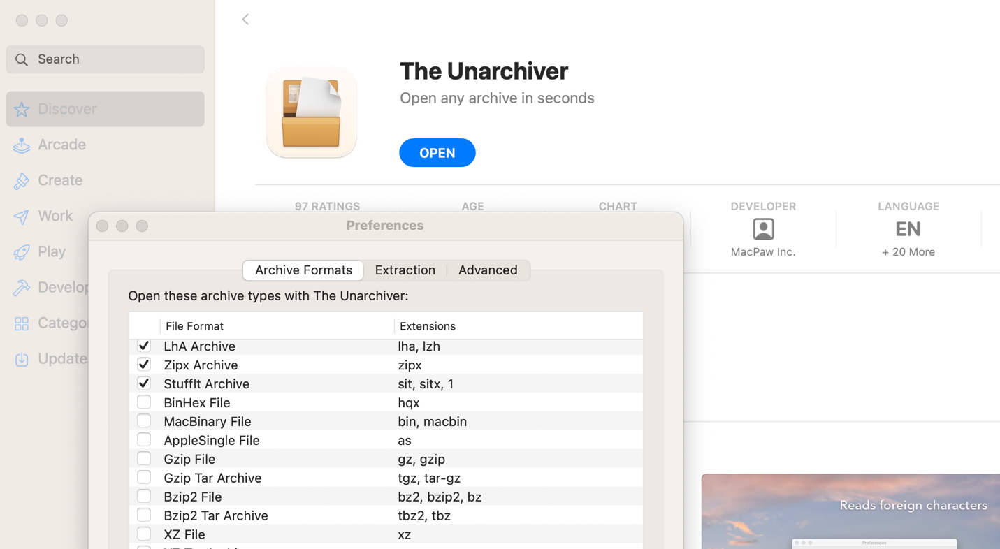 Search
Discover
Arcade
Create
Work
Play
Develop
Catego
Update
The Unarchiver
Open any archive in seconds
OPEN
97 RATINGS
AGE
CHART
DEVELOPER
MacPaw Inc.
LANGUAGE
EN
+ 20 More
Preferences
Archive Formats Extraction Advanced
Open these archive types with The Unarchiver:
File Format Extensions
LhA Archive lha, lzh
Zipx Archive zipx
StuffIt Archive sit, sitx, 1
BinHex File hqx
MacBinary File bin, macbin
AppleSingle File as
Gzip File gz, gzip
Gzip Tar Archive tgz, tar-gz
Bzip2 File bz2, bzip2, bz
Bzip2 Tar Archive tbz2, tbz
XZ File xz
Reads foreign characters
Preferences